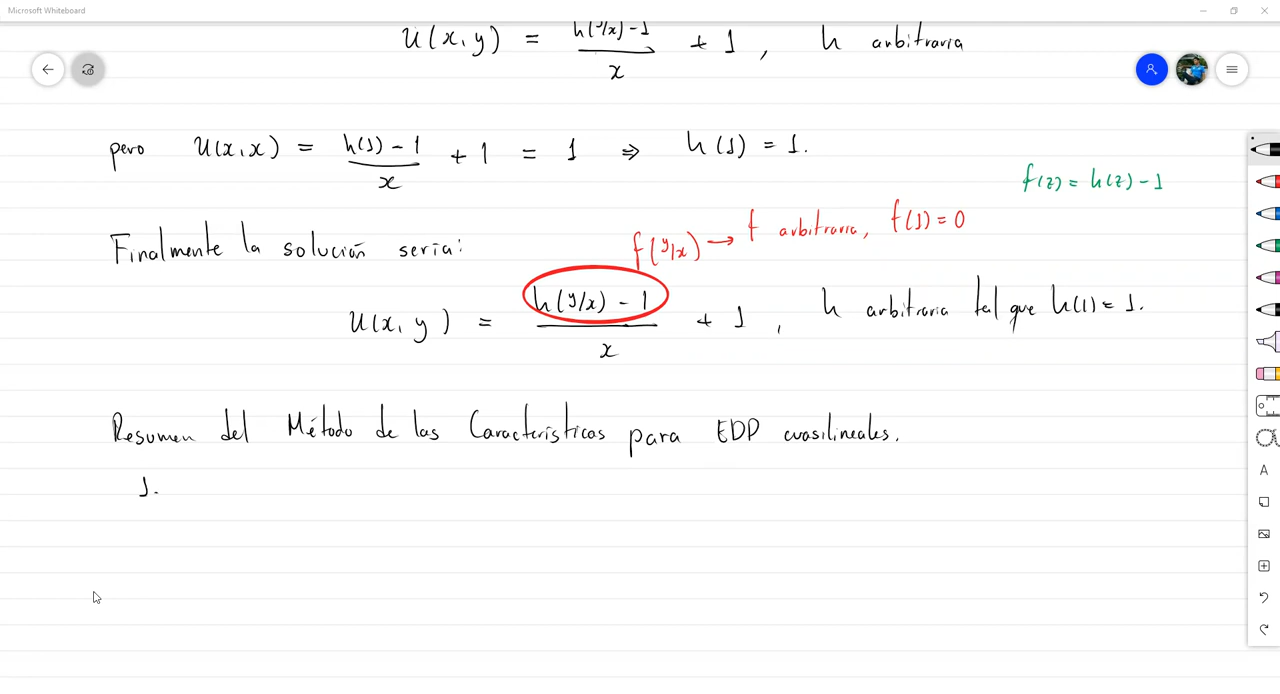 Microsoft Whiteboard
u(x,y) = (h(y/x) - 1)/x + 1, h arbitraria
pero u(x,x) = (h(1) - 1)/x + 1 = 1 ⇒ h(1) = 1.
f(z) = h(z) - 1
Finalmente la solución sería:
f(y/x) → f arbitraria, f(1) = 0
u(x,y) = (h(y/x) - 1)/x + 1, h arbitraria tal que h(1) = 1.
Resumen del Método de las Características para EDP cuasilineales.
1.
A